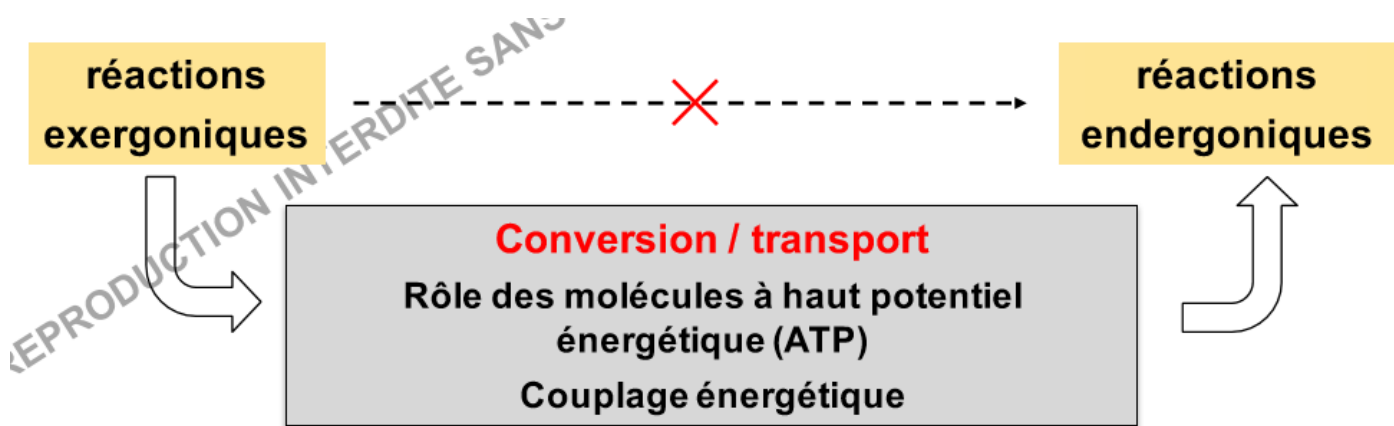 réactions
exergoniques
réactions
endergoniques
REPRODUCTION INTERDITE SANS
Conversion / transport
Rôle des molécules à haut potentiel
énergétique (ATP)
Couplage énergétique